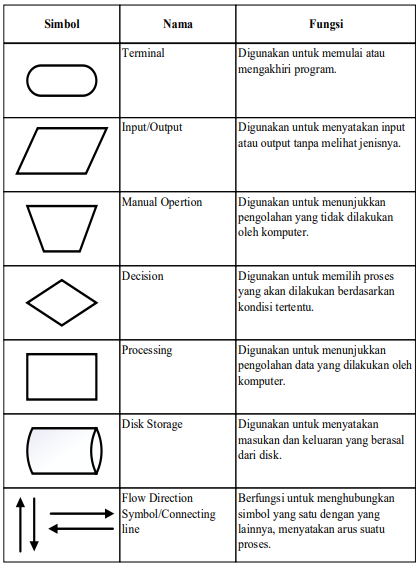 Simbol Nama Fungsi
Terminal
Digunakan untuk memulai atau
mengakhiri program.
Input/Output
Digunakan untuk menyatakan input
atau output tanpa melihat jenisnya.
Manual Opertion
Digunakan untuk menunjukkan
pengolahan yang tidak dilakukan
oleh komputer.
Decision
Digunakan untuk memilih proses
yang akan dilakukan berdasarkan
kondisi tertentu.
Processing
Digunakan untuk menunjukkan
pengolahan data yang dilakukan oleh
komputer.
Disk Storage
Digunakan untuk menyatakan
masukan dan keluaran yang berasal
dari disk.
Flow Direction
Symbol/Connecting
line
Berfungsi untuk menghubungkan
simbol yang satu dengan yang
lainnya, menyatakan arus suatu
proses.